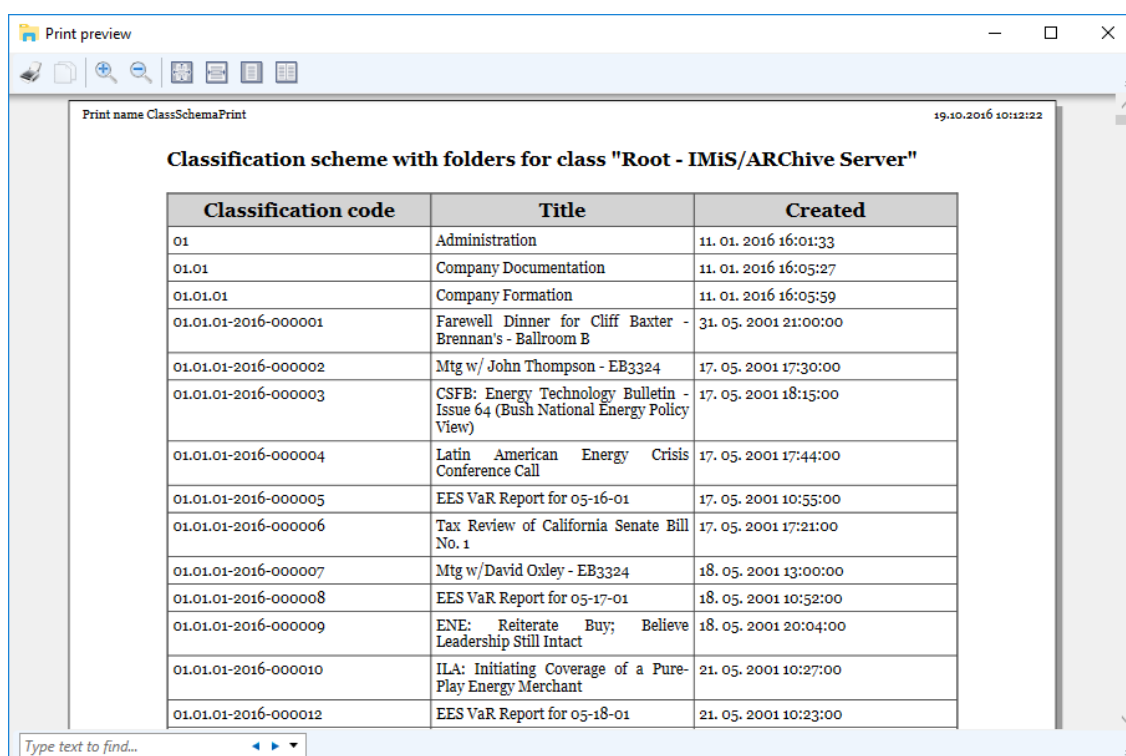 Print preview
Print name ClassSchemaPrint 19.10.2016 10:12:22
Classification scheme with folders for class "Root - IMiS/ARChive Server"
Classification code Title Created
01 Administration 11. 01. 2016 16:01:33
01.01 Company Documentation 11. 01. 2016 16:05:27
01.01.01 Company Formation 11. 01. 2016 16:05:59
01.01.01-2016-000001 Farewell Dinner for Cliff Baxter - 31. 05. 2001 21:00:00
Brennan's - Ballroom B
01.01.01-2016-000002 Mtg w/ John Thompson - EB3324 17. 05. 2001 17:30:00
01.01.01-2016-000003 CSFB: Energy Technology Bulletin - 17. 05. 2001 18:15:00
Issue 64 (Bush National Energy Policy
View)
01.01.01-2016-000004 Latin American Energy Crisis 17. 05. 2001 17:44:00
Conference Call
01.01.01-2016-000005 EES VaR Report for 05-16-01 17. 05. 2001 10:55:00
01.01.01-2016-000006 Tax Review of California Senate Bill 17. 05. 2001 17:21:00
No. 1
01.01.01-2016-000007 Mtg w/David Oxley - EB3324 18. 05. 2001 13:00:00
01.01.01-2016-000008 EES VaR Report for 05-17-01 18. 05. 2001 10:52:00
01.01.01-2016-000009 ENE: Reiterate Buy; Believe 18. 05. 2001 20:04:00
Leadership Still Intact
01.01.01-2016-000010 ILA: Initiating Coverage of a Pure- 21. 05. 2001 10:27:00
Play Energy Merchant
01.01.01-2016-000012 EES VaR Report for 05-18-01 21. 05. 2001 10:23:00
Type text to find...